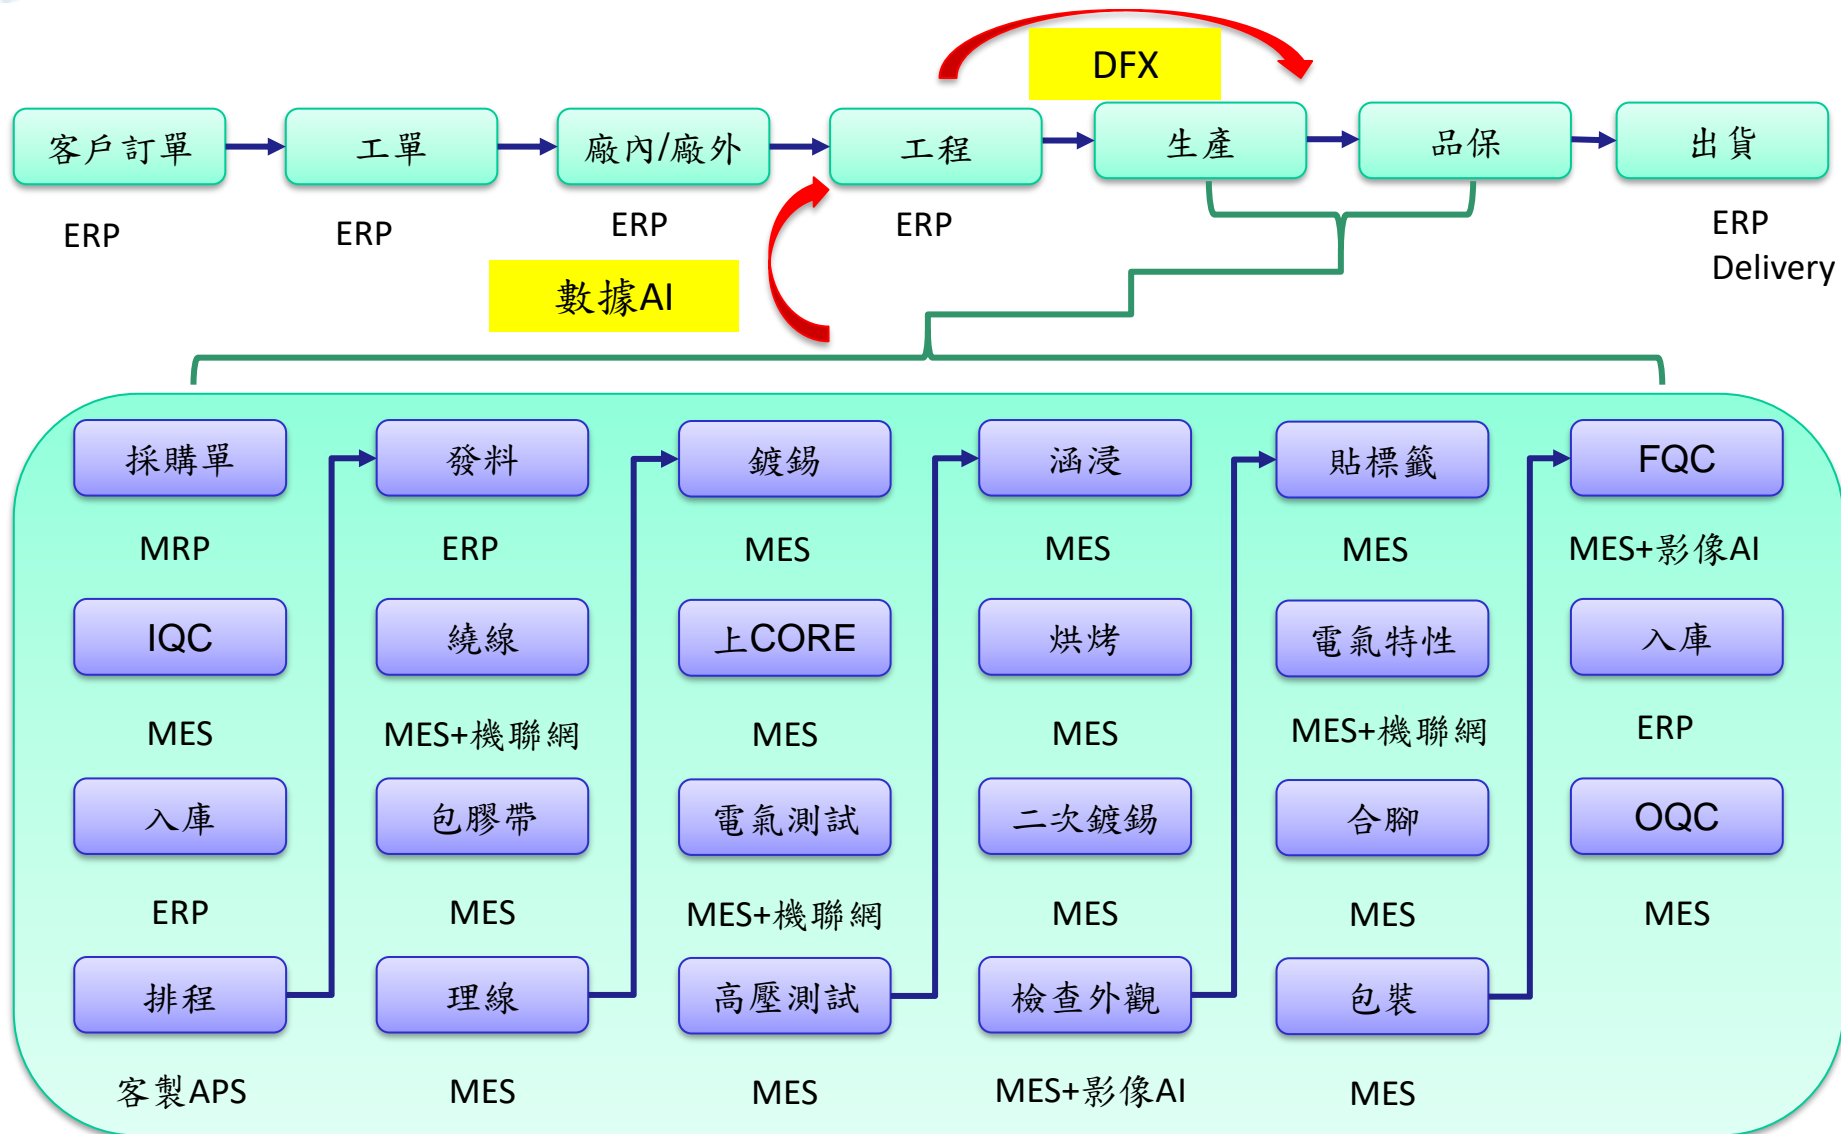 DFX
客戶訂單
工單
廠內/廠外
工程
生產
品保
出貨
ERP
ERP
ERP
ERP
ERP
Delivery
數據AI
採購單
發料
鍍錫
涵浸
貼標籤
FQC
MRP
ERP
MES
MES
MES
MES+影像AI
IQC
繞線
上CORE
烘烤
電氣特性
入庫
MES
MES+機聯網
MES
MES
MES+機聯網
ERP
入庫
包膠帶
電氣測試
二次鍍錫
合腳
OQC
ERP
MES
MES+機聯網
MES
MES
MES
排程
理線
高壓測試
檢查外觀
包裝
客製APS
MES
MES
MES+影像AI
MES